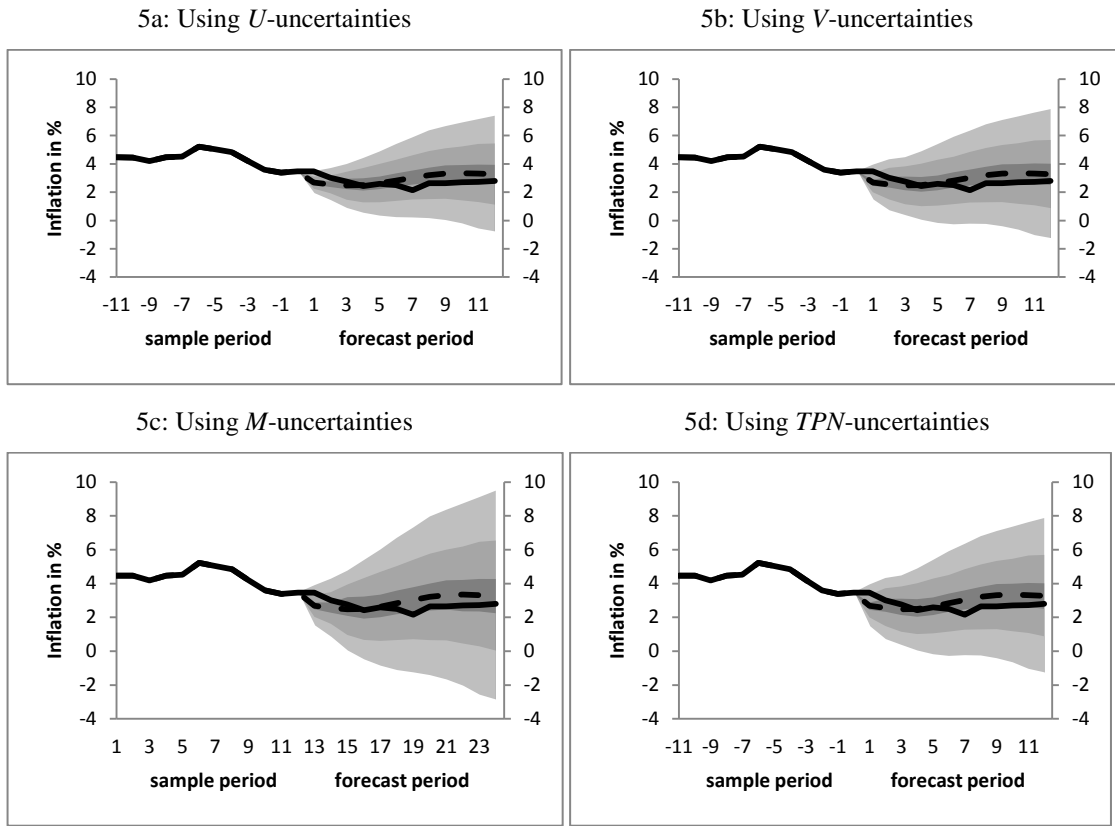 5a: Using U-uncertainties
10 10
8 8
6 6
4 4
2 2
0 0
-2 -2
-4 -4
Inflation in %
-11 -9 -7 -5 -3 -1 1 3 5 7 9 11
sample period forecast period
5b: Using V-uncertainties
10 10
8 8
6 6
4 4
2 2
0 0
-2 -2
-4 -4
Inflation in %
-11 -9 -7 -5 -3 -1 1 3 5 7 9 11
sample period forecast period
5c: Using M-uncertainties
10 10
8 8
6 6
4 4
2 2
0 0
-2 -2
-4 -4
Inflation in %
1 3 5 7 9 11 13 15 17 19 21 23
sample period forecast period
5d: Using TPN-uncertainties
10 10
8 8
6 6
4 4
2 2
0 0
-2 -2
-4 -4
Inflation in %
-11 -9 -7 -5 -3 -1 1 3 5 7 9 11
sample period forecast period